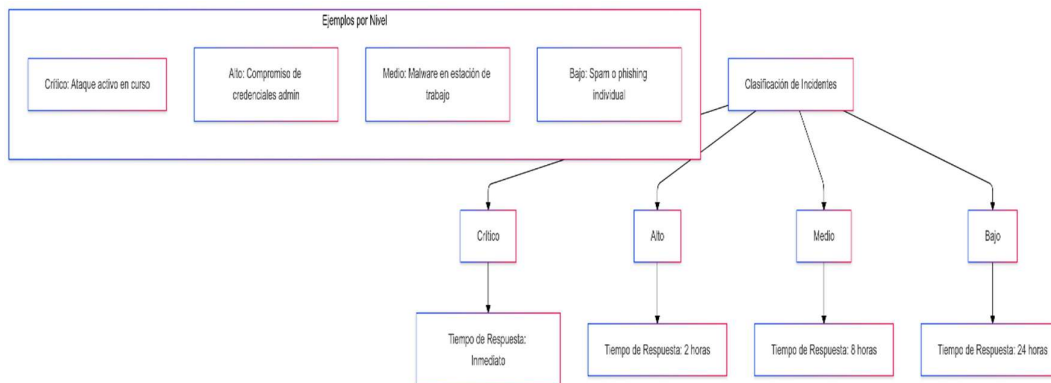 Ejemplos por Nivel
Crítico: Ataque activo en curso
Alto: Compromiso de
credenciales admin
Medio: Malware en estación de
trabajo
Bajo: Spam o phishing
individual
Clasificación de Incidentes
Crítico
Alto
Medio
Bajo
Tiempo de Respuesta:
Inmediato
Tiempo de Respuesta: 2 horas
Tiempo de Respuesta: 8 horas
Tiempo de Respuesta: 24 horas